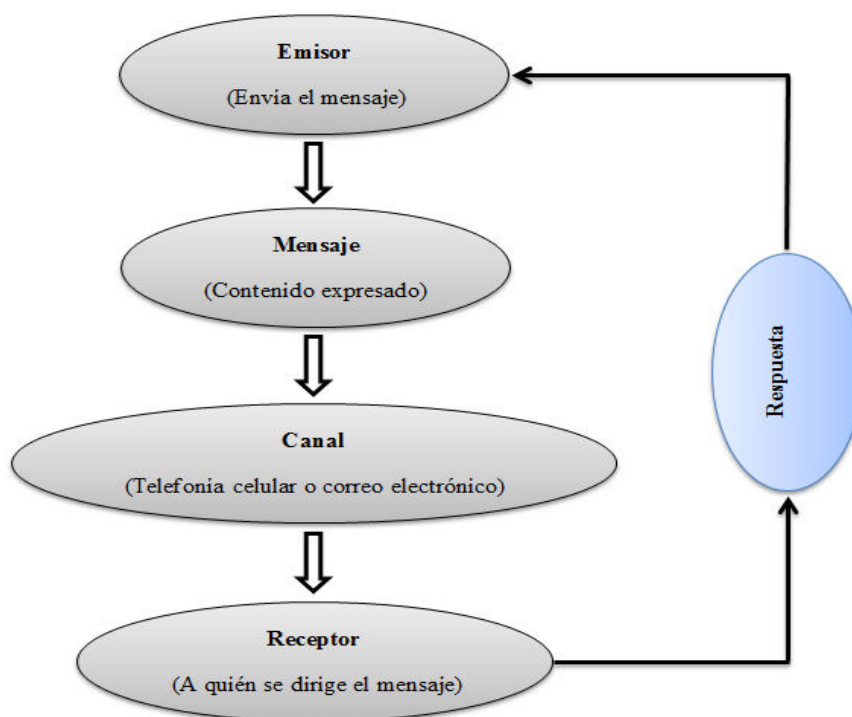 Emisor
(Envia el mensaje)
Mensaje
(Contenido expresado)
Canal
(Telefonia celular o correo electrónico)
Receptor
(A quién se dirige el mensaje)
Respuesta